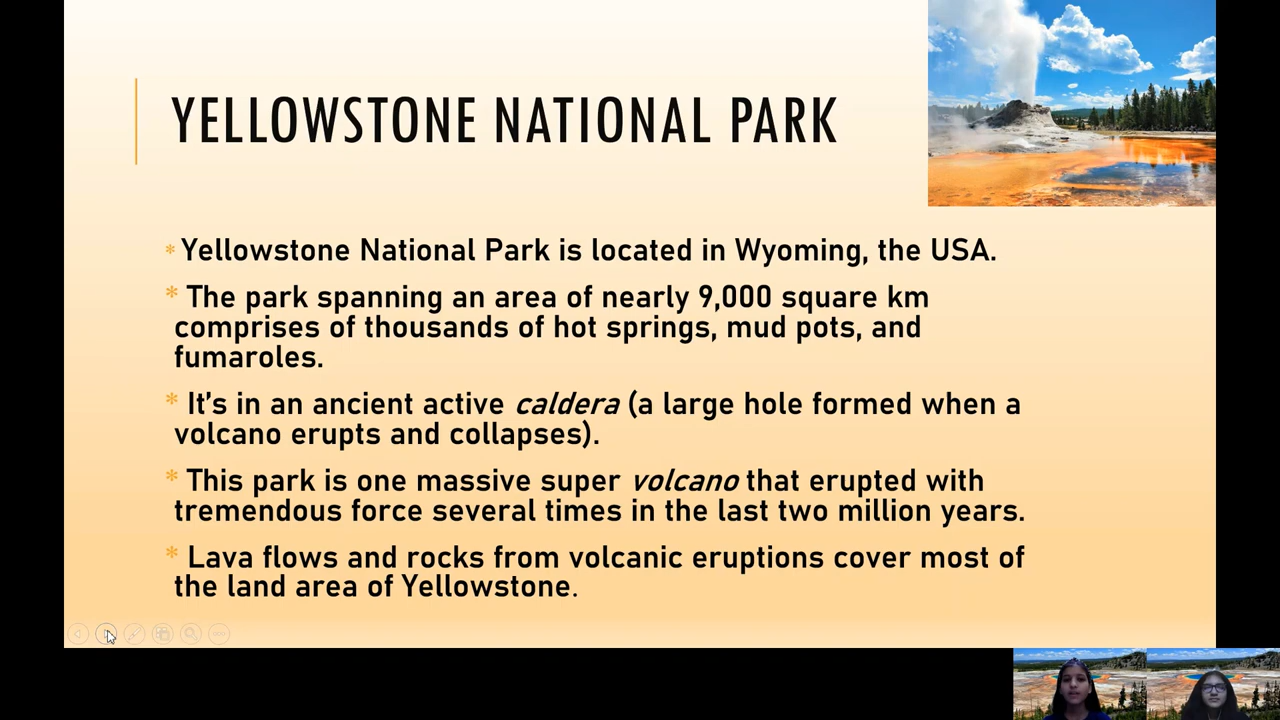 YELLOWSTONE NATIONAL PARK
* Yellowstone National Park is located in Wyoming, the USA.
* The park spanning an area of nearly 9,000 square km
comprises of thousands of hot springs, mud pots, and
fumaroles.
* It's in an ancient active caldera (a large hole formed when a
volcano erupts and collapses).
* This park is one massive super volcano that erupted with
tremendous force several times in the last two million years.
* Lava flows and rocks from volcanic eruptions cover most of
the land area of Yellowstone.